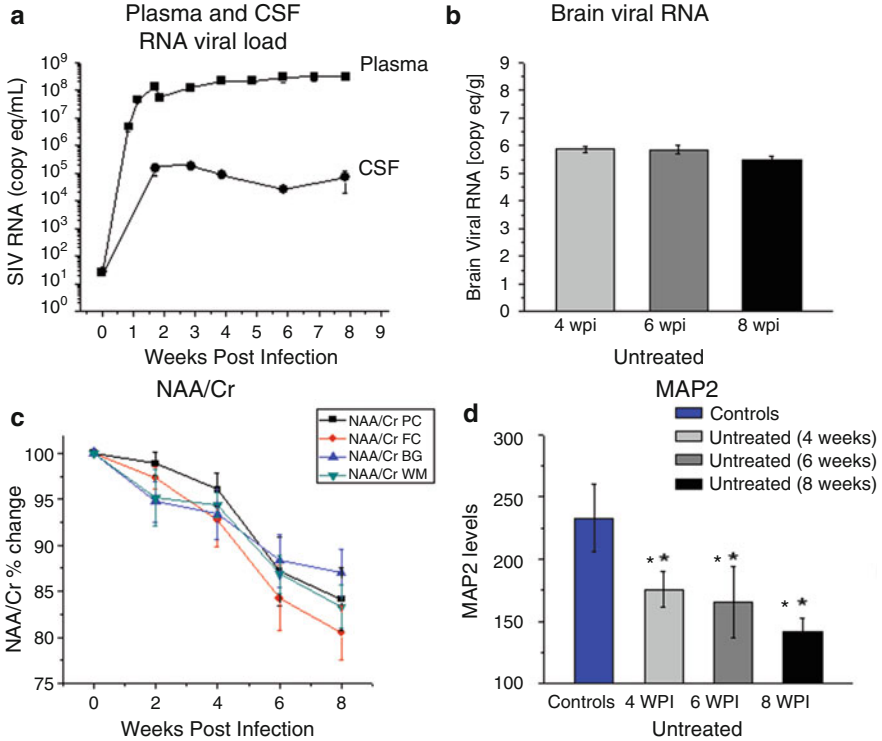 a
Plasma and CSF
RNA viral load
SIV RNA (copy eq/mL)
10⁹
10⁸
10⁷
10⁶
10⁵
10⁴
10³
10²
10¹
10⁰
Plasma
CSF
0 1 2 3 4 5 6 7 8 9
Weeks Post Infection
b
Brain viral RNA
Brain Viral RNA [copy eq/g]
9
8
7
6
5
4
3
2
1
0
4 wpi 6 wpi 8 wpi
Untreated
c
NAA/Cr
NAA/Cr PC
NAA/Cr FC
NAA/Cr BG
NAA/Cr WM
NAA/Cr % change
100
95
90
85
80
75
0 2 4 6 8
Weeks Post Infection
d
MAP2
Controls
Untreated (4 weeks)
Untreated (6 weeks)
Untreated (8 weeks)
MAP2 levels
300
250
200
150
100
* *
* *
* *
Controls 4 WPI 6 WPI 8 WPI
Untreated